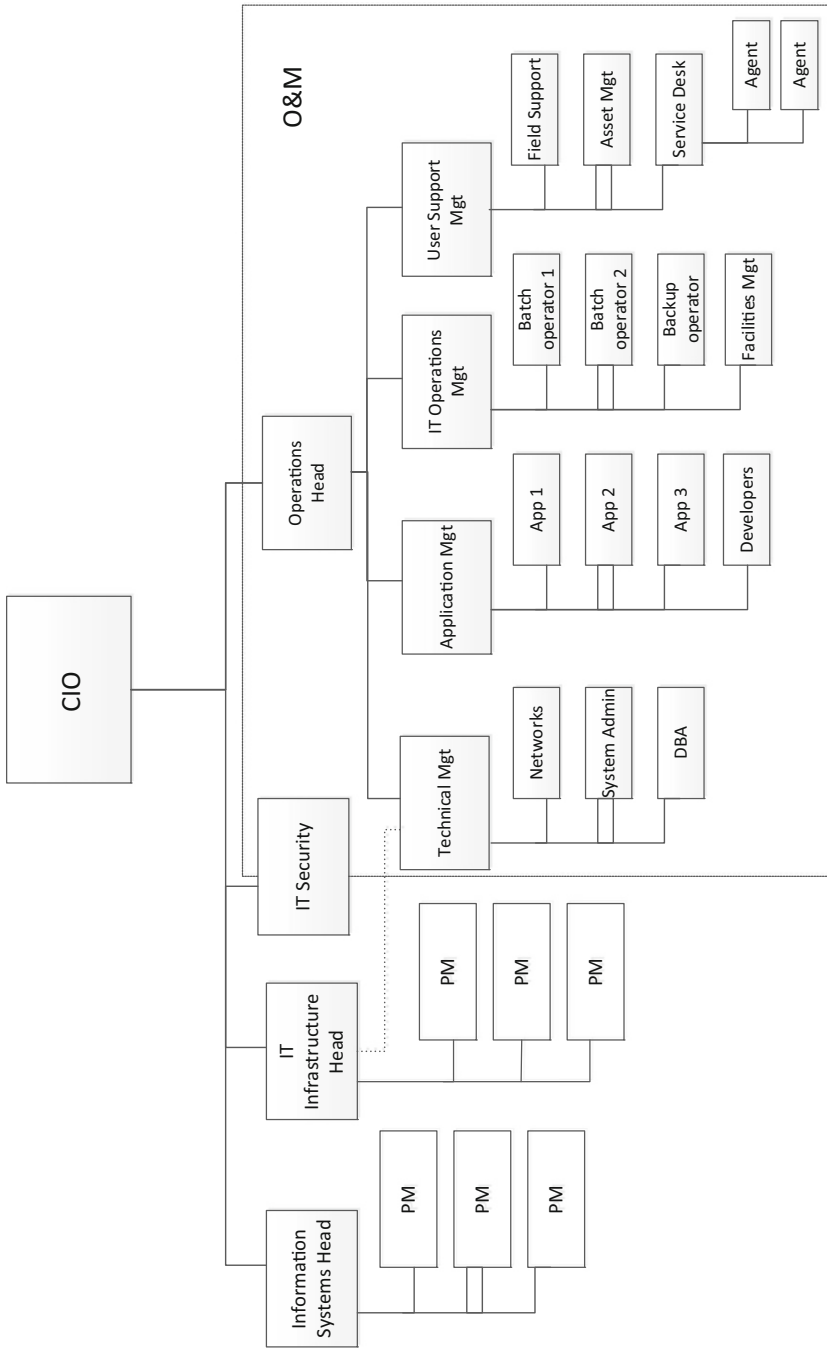 CIO
Information
Systems Head
PM
PM
PM
IT
Infrastructure
Head
PM
PM
PM
IT Security
Operations
Head
O&M
Technical Mgt
Networks
System Admin
DBA
Application Mgt
App 1
App 2
App 3
Developers
IT Operations
Mgt
Batch
operator 1
Batch
operator 2
Backup
operator
Facilities Mgt
User Support
Mgt
Field Support
Asset Mgt
Service Desk
Agent
Agent